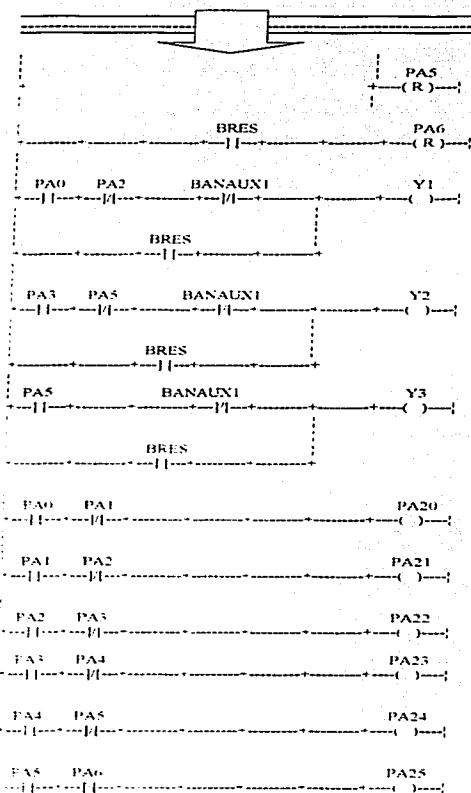 PA5
( R )
BRES PA6
] [ ( R )
PA0 PA2 BANAUX1 Y1
] [ ]/[ ]/[ ( )
BRES
] [
PA3 PA5 BANAUX1 Y2
] [ ]/[ ]/[ ( )
BRES
] [
PA5 BANAUX1 Y3
] [ ]/[ ( )
BRES
] [
PA0 PA1 PA20
] [ ]/[ ( )
PA1 PA2 PA21
] [ ]/[ ( )
PA2 PA3 PA22
] [ ]/[ ( )
PA3 PA4 PA23
] [ ]/[ ( )
PA4 PA5 PA24
] [ ]/[ ( )
PA5 PA6 PA25
] [ ] [ ( )